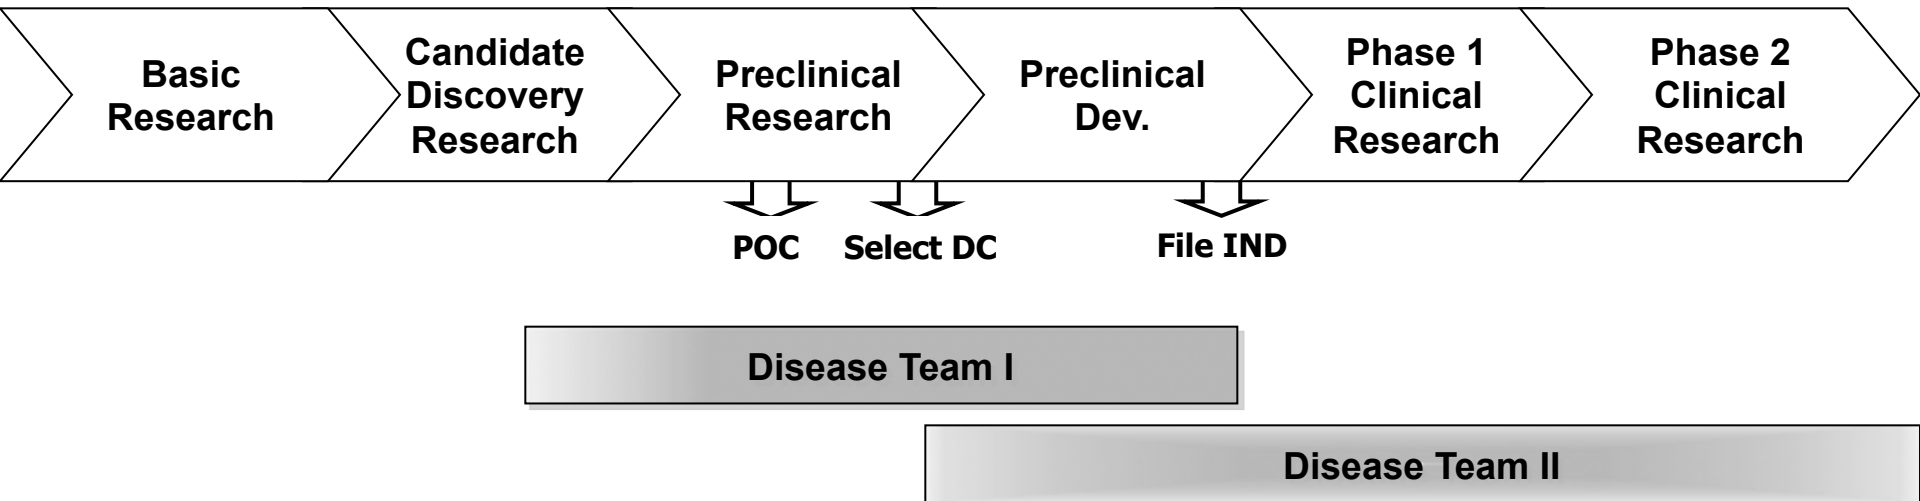 Basic
Research
Candidate
Discovery
Research
Preclinical
Research
Preclinical
Dev.
Phase 1
Clinical
Research
Phase 2
Clinical
Research
POC
Select DC
File IND
Disease Team I
Disease Team II